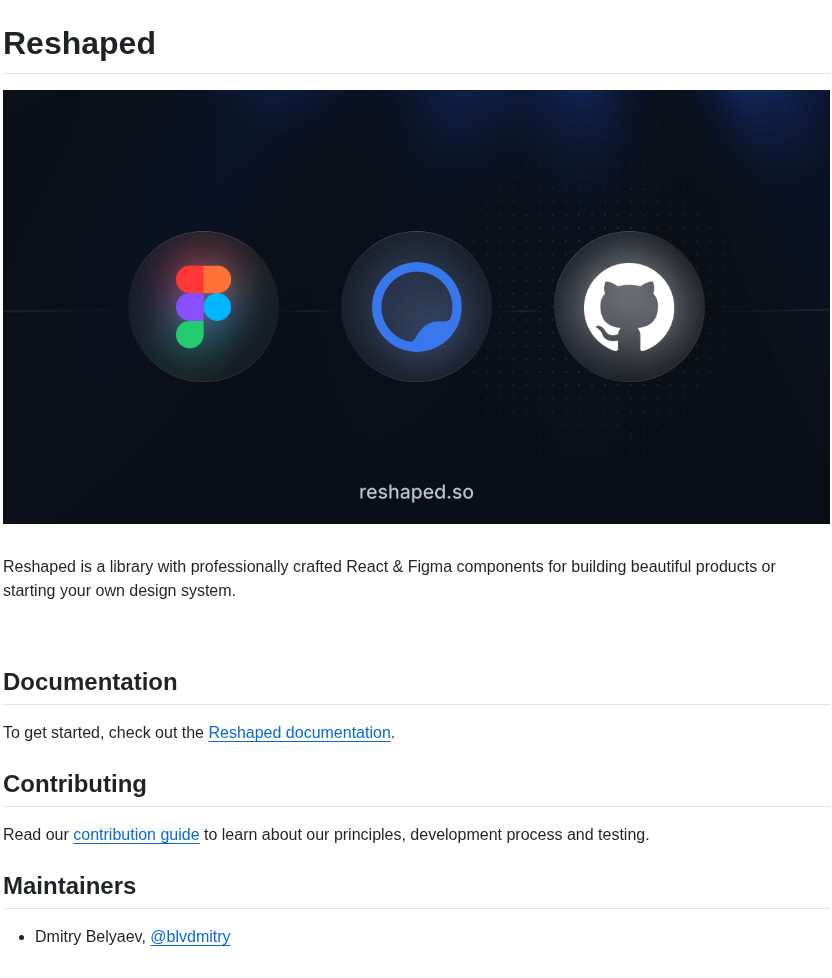 Reshaped
reshaped.so
Reshaped is a library with professionally crafted React & Figma components for building beautiful products or
starting your own design system.
Documentation
To get started, check out the Reshaped documentation.
Contributing
Read our contribution guide to learn about our principles, development process and testing.
Maintainers
• Dmitry Belyaev, @blvdmitry